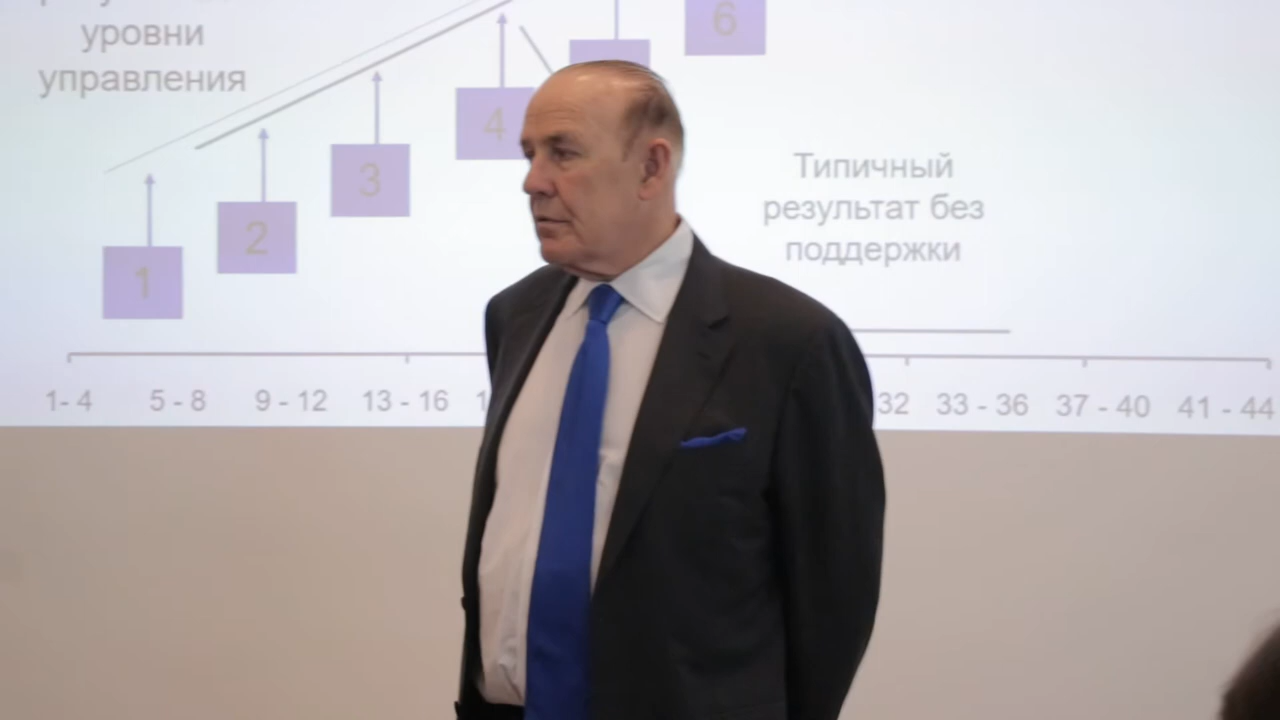 уровни
управления
6
4
3
2
1
Типичный
результат без
поддержки
1- 4 5 - 8 9 - 12 13 - 16 32 33 - 36 37 - 40 41 - 44